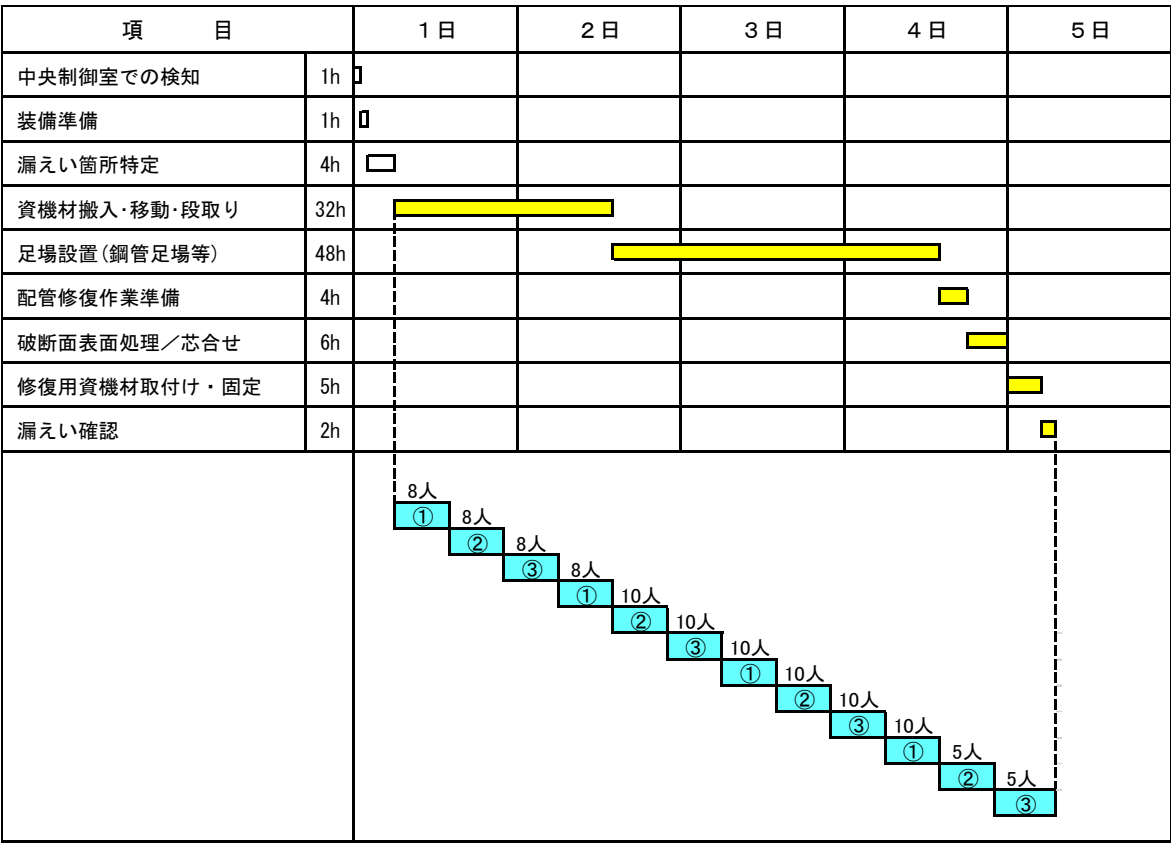 項 目 １日 ２日 ３日 ４日 ５日
中央制御室での検知 1h
装備準備 1h
漏えい箇所特定 4h
資機材搬入･移動･段取り 32h
足場設置(鋼管足場等) 48h
配管修復作業準備 4h
破断面表面処理／芯合せ 6h
修復用資機材取付け・固定 5h
漏えい確認 2h
8人
① 8人
② 8人
③ 8人
① 10人
② 10人
③ 10人
① 10人
② 10人
③ 10人
① 5人
② 5人
③